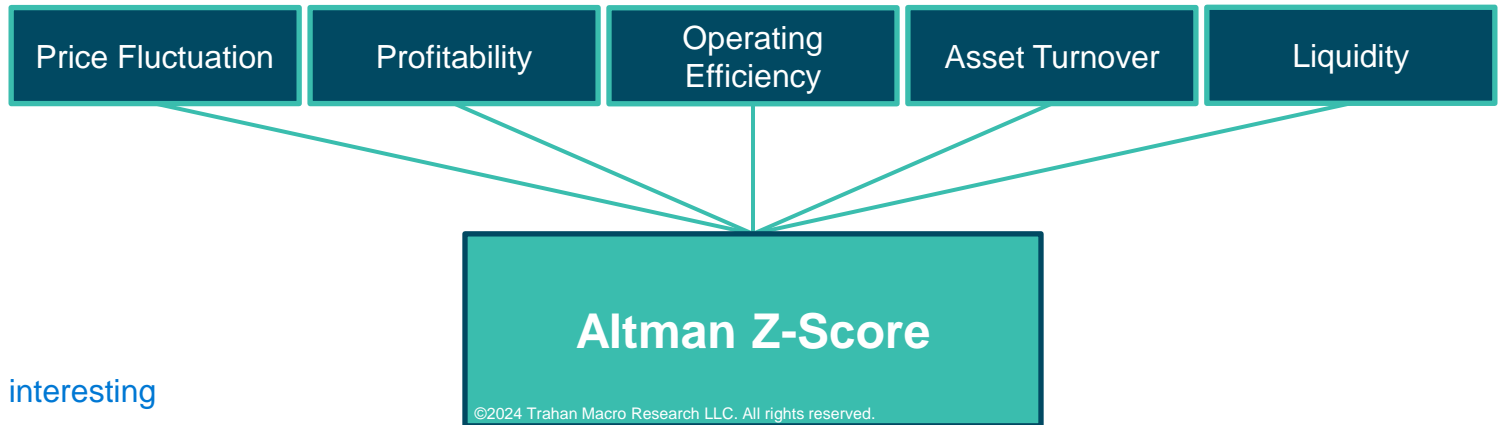 Price Fluctuation
Profitability
Operating
Efficiency
Asset Turnover
Liquidity
Altman Z-Score
interesting
©2024 Trahan Macro Research LLC. All rights reserved.